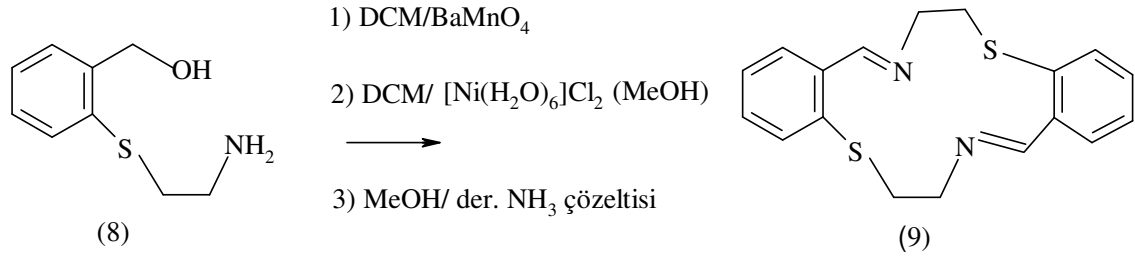 1) DCM/BaMnO₄
OH
2) DCM/ [Ni(H₂O)₆]Cl₂ (MeOH)
S
NH₂
3) MeOH/ der. NH₃ çözeltisi
(8)
N
S
S
N
(9)